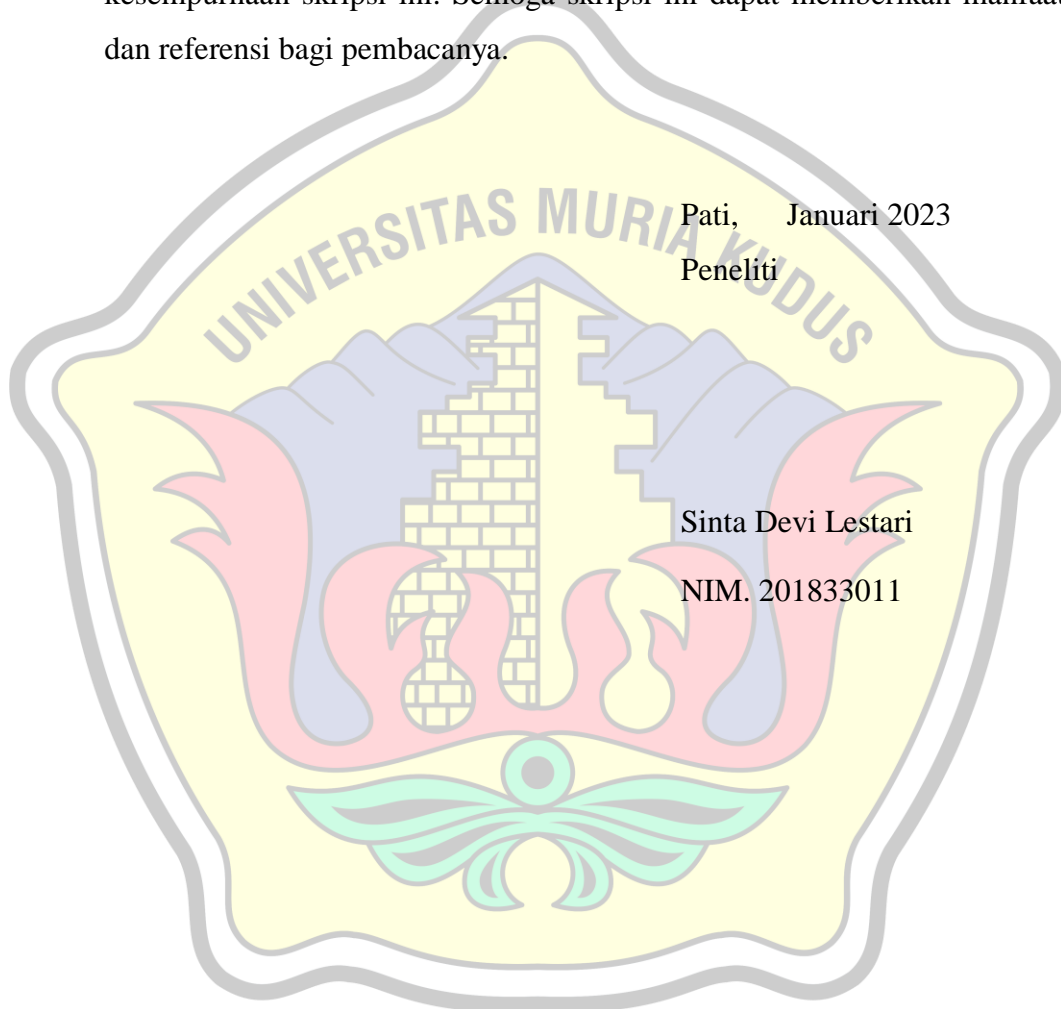 kesempurnaan skripsi ini. Semoga skripsi ini dapat memberikan manfaat
dan referensi bagi pembacanya.
UNIVERSITAS MURIA KUDUS
Pati, Januari 2023
Peneliti
Sinta Devi Lestari
NIM. 201833011